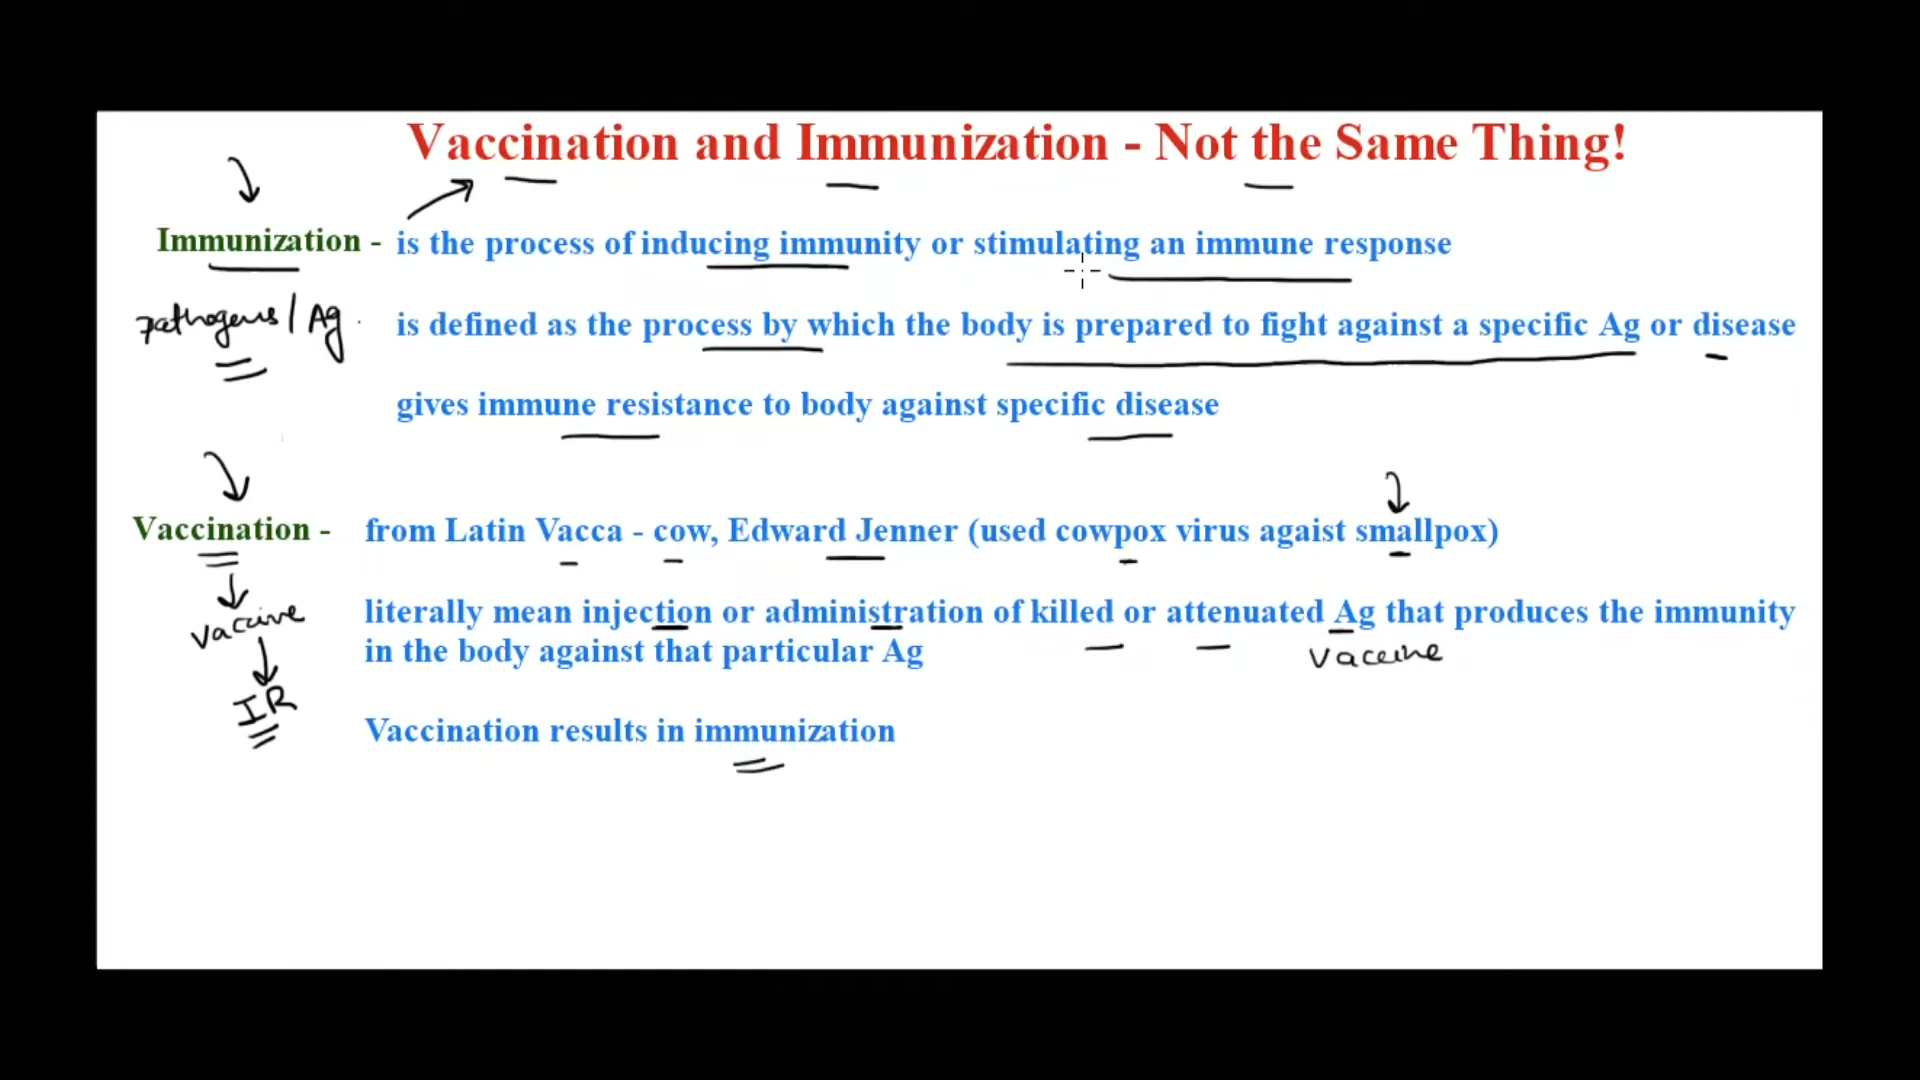 Vaccination and Immunization - Not the Same Thing!
Immunization - is the process of inducing immunity or stimulating an immune response
pathogens / Ag
is defined as the process by which the body is prepared to fight against a specific Ag or disease
gives immune resistance to body against specific disease
Vaccination - from Latin Vacca - cow, Edward Jenner (used cowpox virus agaist smallpox)
vaccine
literally mean injection or administration of killed or attenuated Ag that produces the immunity
in the body against that particular Ag
vaccine
IR
Vaccination results in immunization